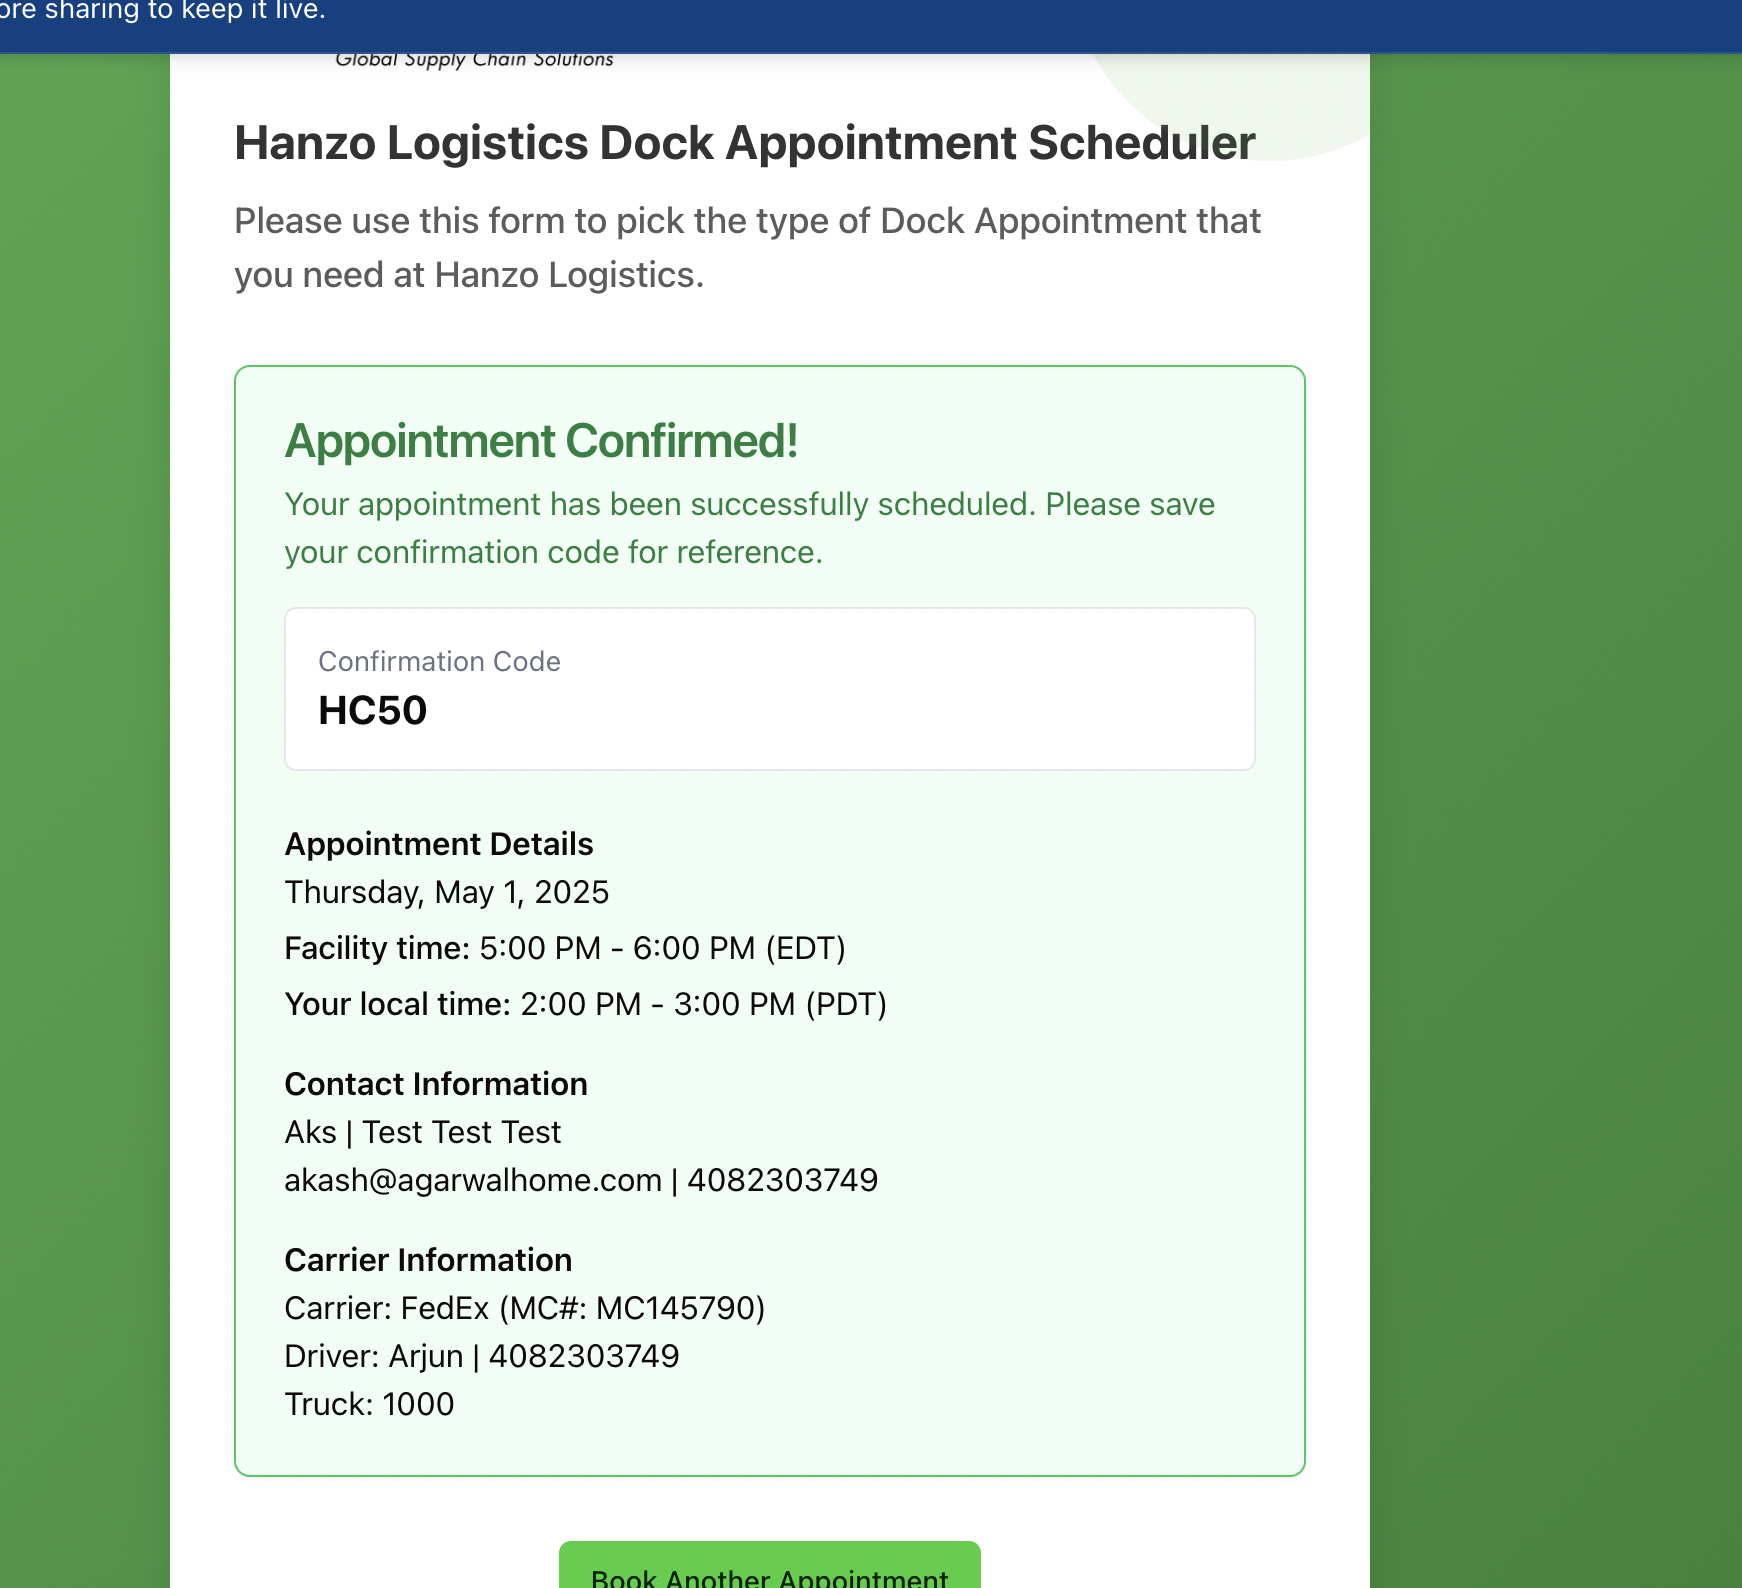 sharing to keep it live.
Global Supply Chain Solutions
Hanzo Logistics Dock Appointment Scheduler
Please use this form to pick the type of Dock Appointment that
you need at Hanzo Logistics.
Appointment Confirmed!
Your appointment has been successfully scheduled. Please save
your confirmation code for reference.
Confirmation Code
HC50
Appointment Details
Thursday, May 1, 2025
Facility time: 5:00 PM - 6:00 PM (EDT)
Your local time: 2:00 PM - 3:00 PM (PDT)
Contact Information
Aks | Test Test Test
akash@agarwalhome.com | 4082303749
Carrier Information
Carrier: FedEx (MC#: MC145790)
Driver: Arjun | 4082303749
Truck: 1000
Book Another Appointment